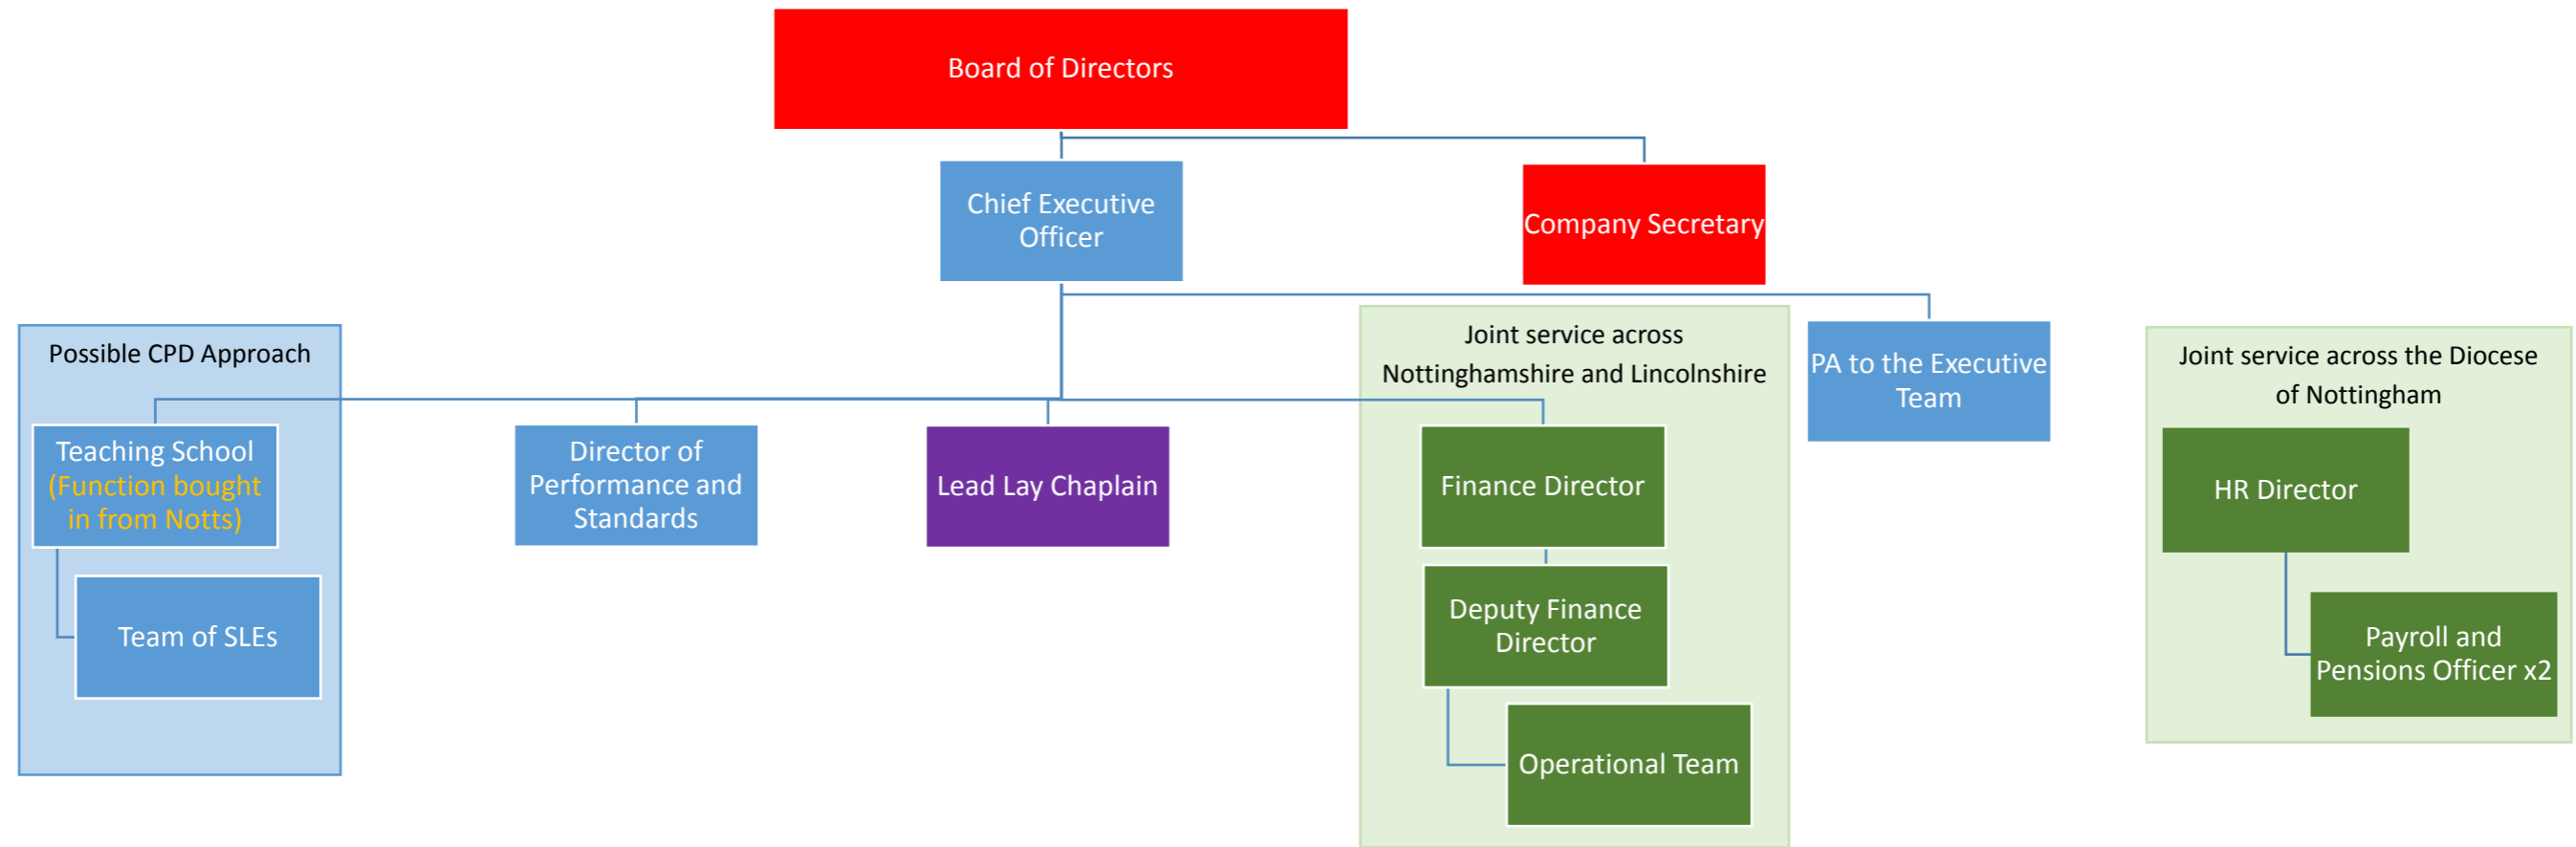 Board of Directors
Chief Executive
Officer
Company Secretary
Possible CPD Approach
Joint service across
Nottinghamshire and Lincolnshire
PA to the Executive
Team
Joint service across the Diocese
of Nottingham
Teaching School
(Function bought
in from Notts)
Director of
Performance and
Standards
Lead Lay Chaplain
Finance Director
HR Director
Team of SLEs
Deputy Finance
Director
Payroll and
Pensions Officer x2
Operational Team